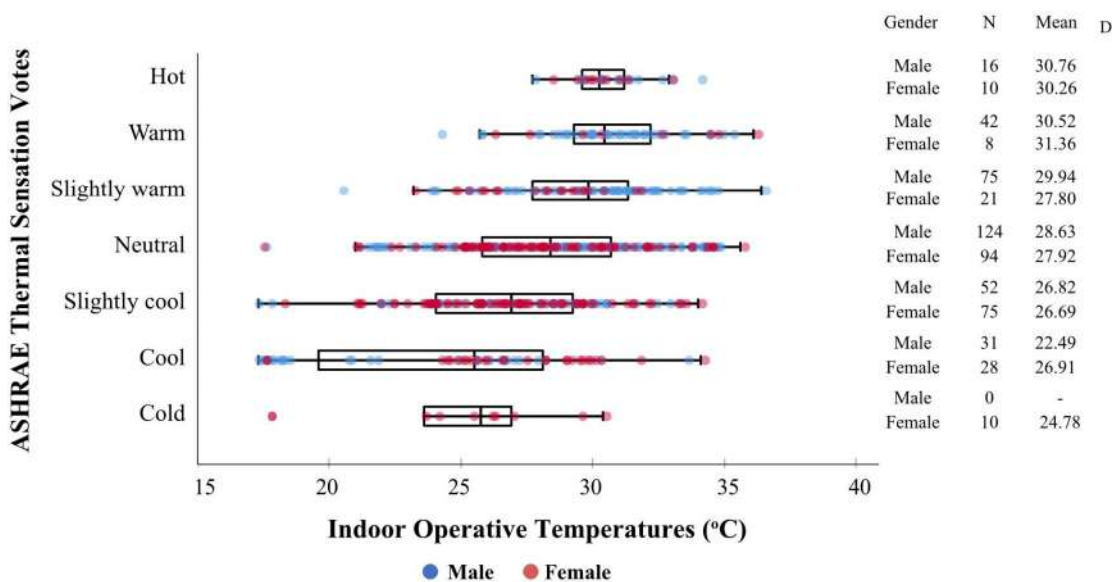 Gender N Mean D
ASHRAE Thermal Sensation Votes
Hot
Male 16 30.76
Female 10 30.26
Warm
Male 42 30.52
Female 8 31.36
Slightly warm
Male 75 29.94
Female 21 27.80
Neutral
Male 124 28.63
Female 94 27.92
Slightly cool
Male 52 26.82
Female 75 26.69
Cool
Male 31 22.49
Female 28 26.91
Cold
Male 0 -
Female 10 24.78
15 20 25 30 35 40
Indoor Operative Temperatures (ºC)
Male Female